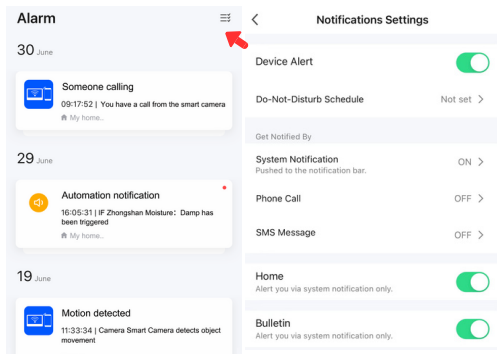 Alarm
30 June
Someone calling
09:17:52 | You have a call from the smart camera
My home..
29 June
Automation notification
16:05:31 | IF Zhongshan Moisture: Damp has
been triggered
My home..
19 June
Motion detected
11:33:34 | Camera Smart Camera detects object
movement
Notifications Settings
Device Alert
Do-Not-Disturb Schedule Not set
Get Notified By
System Notification ON
Pushed to the notification bar.
Phone Call OFF
SMS Message OFF
Home
Alert you via system notification only.
Bulletin
Alert you via system notification only.